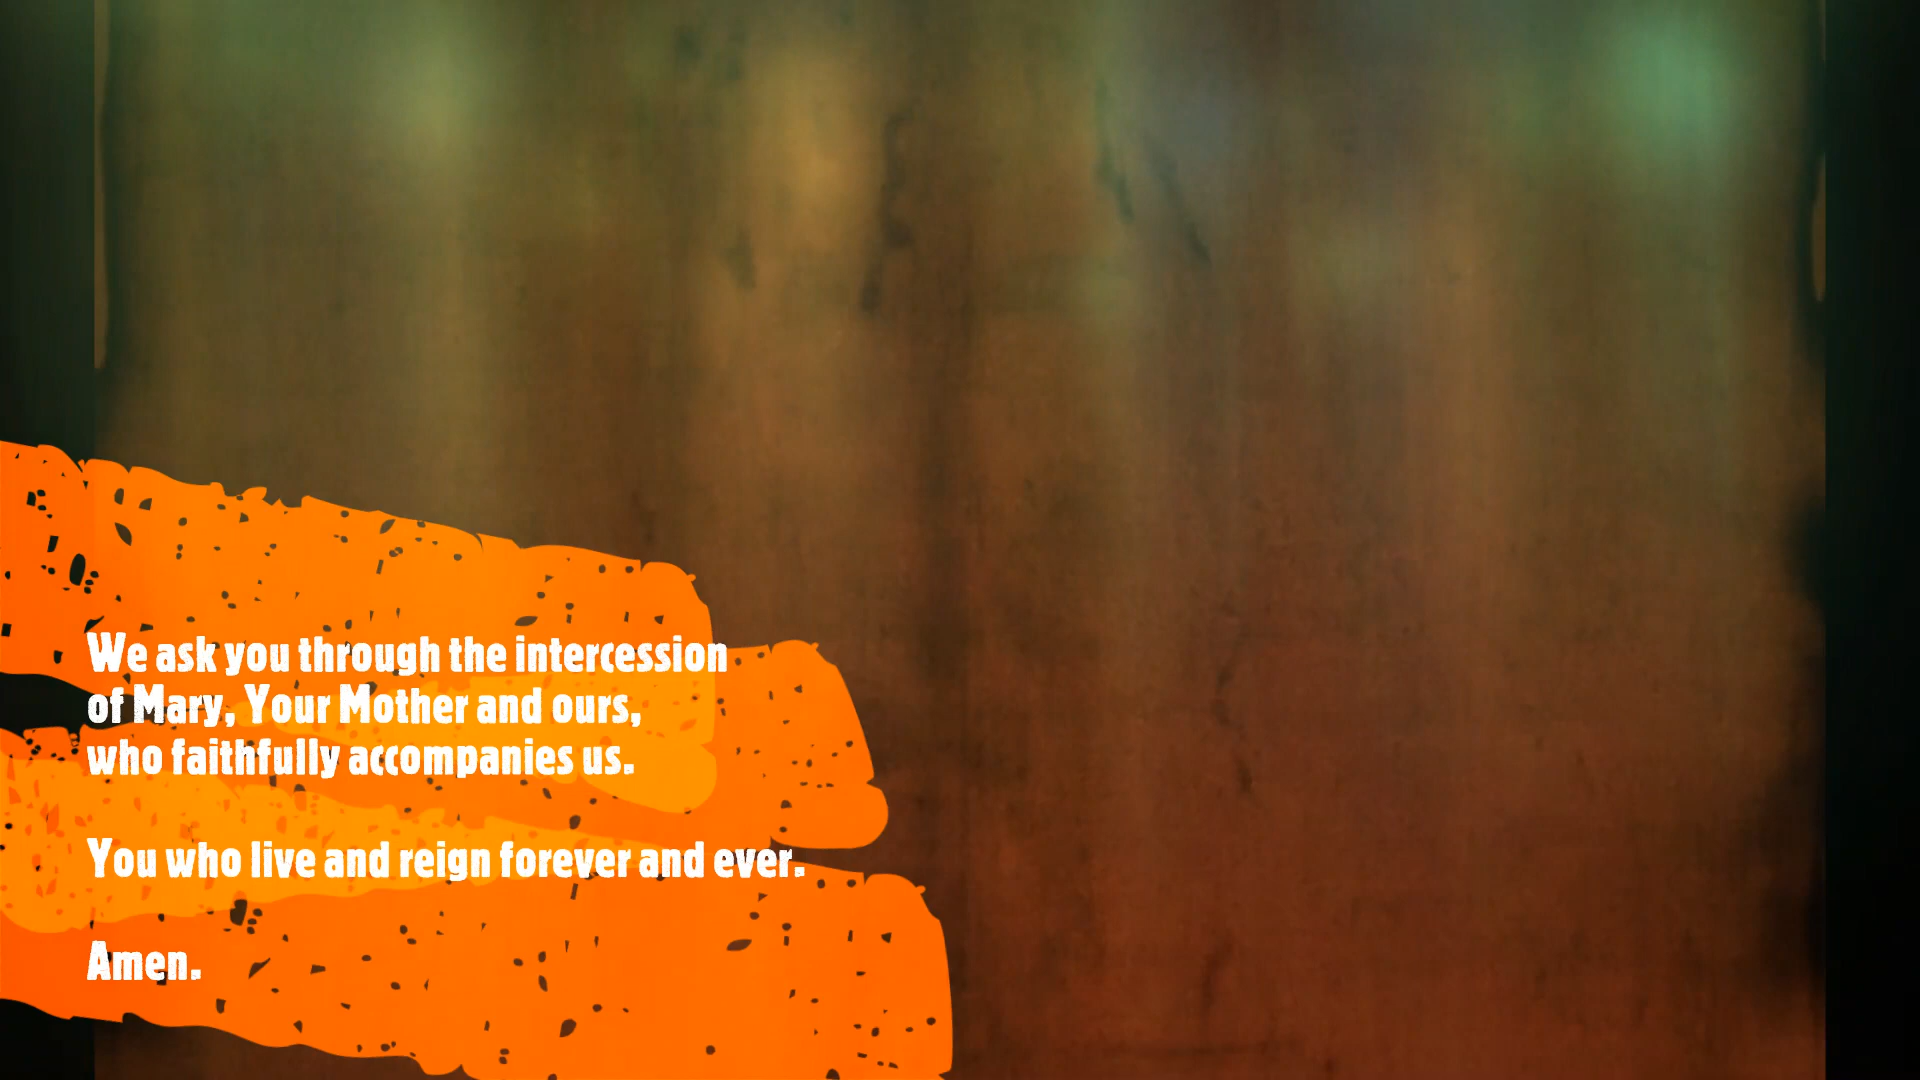 We ask you through the intercession
of Mary, Your Mother and ours,
who faithfully accompanies us.
You who live and reign forever and ever.
Amen.